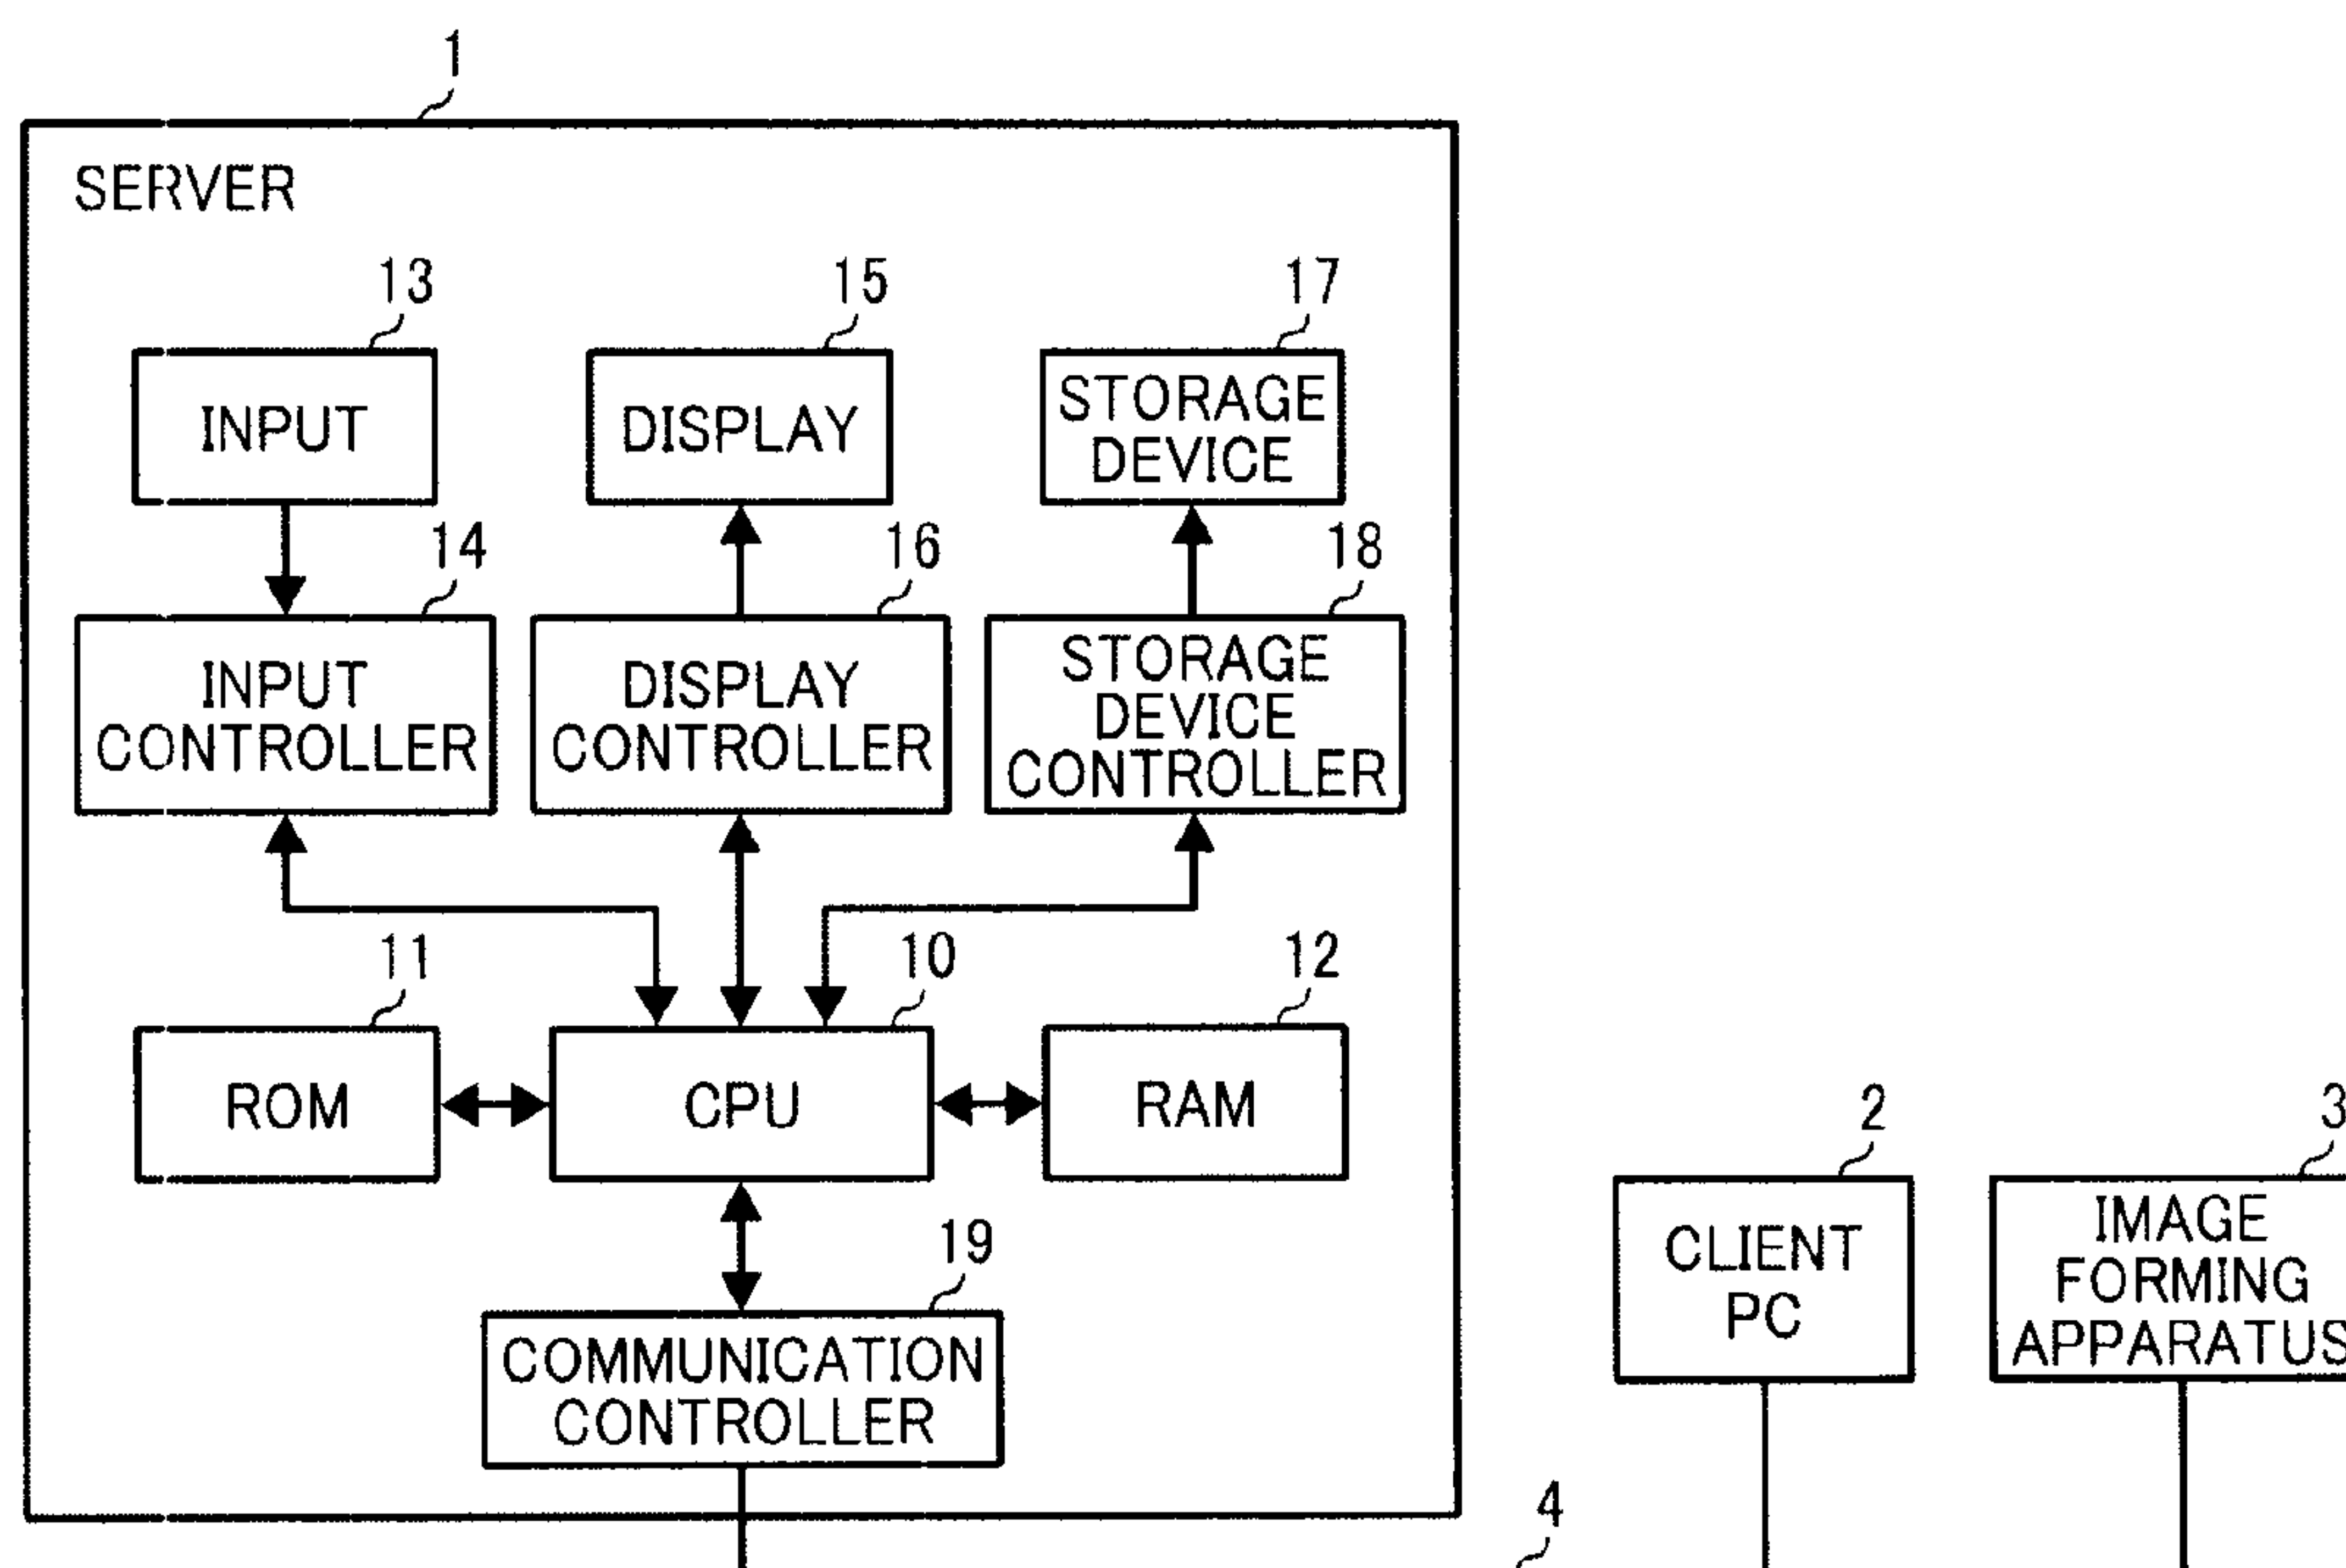 1
SERVER
13
15
17
INPUT
DISPLAY
STORAGE
DEVICE
14
16
18
INPUT
CONTROLLER
DISPLAY
CONTROLLER
STORAGE
DEVICE
CONTROLLER
11
10
12
ROM
CPU
RAM
2
3
19
CLIENT
PC
IMAGE
FORMING
APPARATUS
COMMUNICATION
CONTROLLER
4